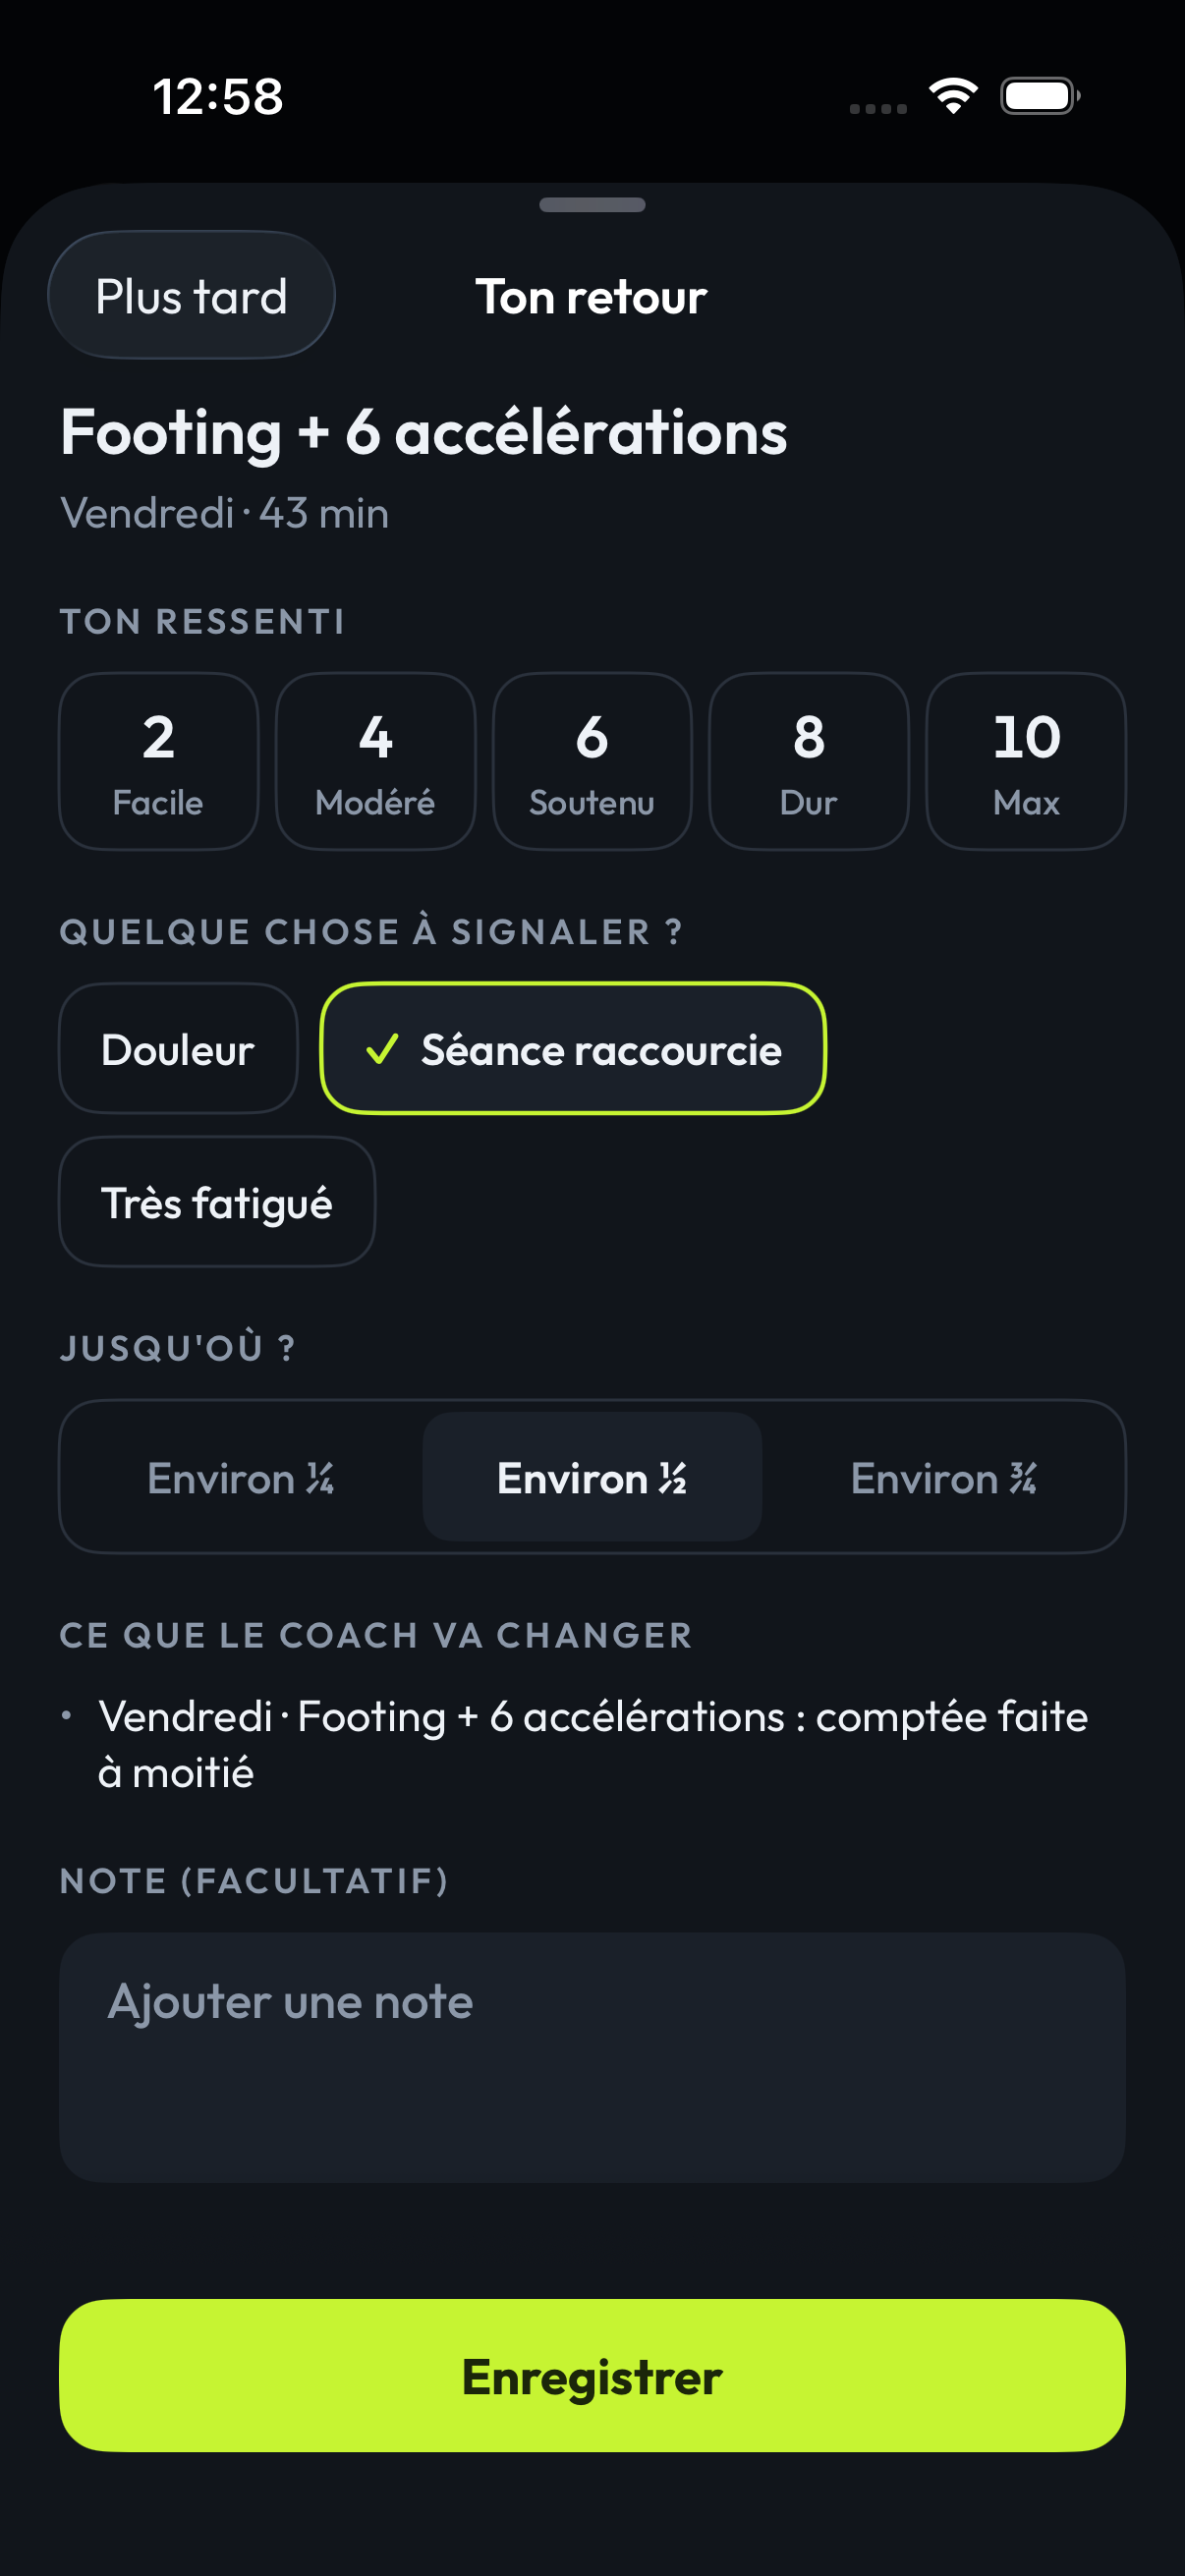 12:58
Plus tard
Ton retour
Footing + 6 accélérations
Vendredi · 43 min
TON RESSENTI
2
Facile
4
Modéré
6
Soutenu
8
Dur
10
Max
QUELQUE CHOSE À SIGNALER ?
Douleur
✓ Séance raccourcie
Très fatigué
JUSQU'OÙ ?
Environ ¼
Environ ½
Environ ¾
CE QUE LE COACH VA CHANGER
• Vendredi · Footing + 6 accélérations : comptée faite
à moitié
NOTE (FACULTATIF)
Ajouter une note
Enregistrer